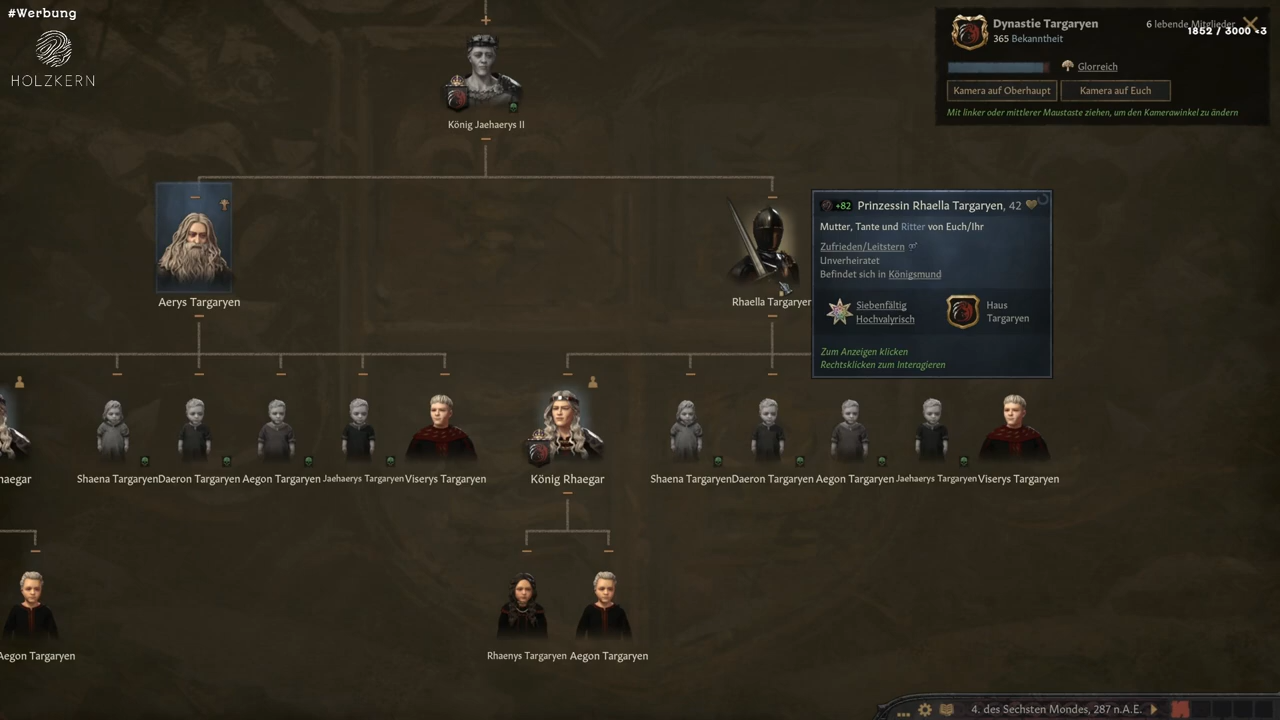 #Werbung
HOLZKERN
Dynastie Targaryen
365 Bekanntheit
6 lebende Mitglieder
1852 / 3000 <3
Glorreich
Kamera auf Oberhaupt
Kamera auf Euch
Mit linker oder mittlerer Maustaste ziehen, um den Kamerawinkel zu ändern
König Jaehaerys II
Aerys Targaryen
Rhaella Targaryen
+82 Prinzessin Rhaella Targaryen, 42
Mutter, Tante und Ritter von Euch/Ihr
Zufrieden/Leitstern
Unverheiratet
Befindet sich in Königsmund
Siebenfältig
Hochvalyrisch
Haus
Targaryen
Zum Anzeigen klicken
Rechtsklicken zum Interagieren
haegar
Shaena Targaryen
Daeron Targaryen
Aegon Targaryen
Jaehaerys Targaryen
Viserys Targaryen
König Rhaegar
Shaena Targaryen
Daeron Targaryen
Aegon Targaryen
Jaehaerys Targaryen
Viserys Targaryen
Aegon Targaryen
Rhaenys Targaryen
Aegon Targaryen
4. des Sechsten Mondes, 287 n.A.E.